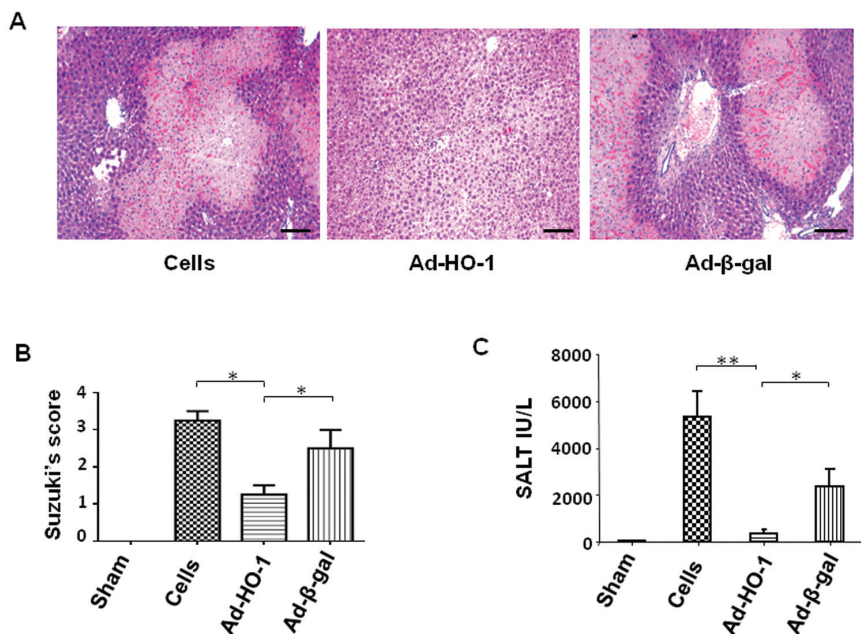 A
Cells
Ad-HO-1
Ad-β-gal
B
Suzuki's score
4
3
2
1
0
*
*
Sham
Cells
Ad-HO-1
Ad-β-gal
C
SALT IU/L
8000
6000
4000
2000
0
**
*
Sham
Cells
Ad-HO-1
Ad-β-gal